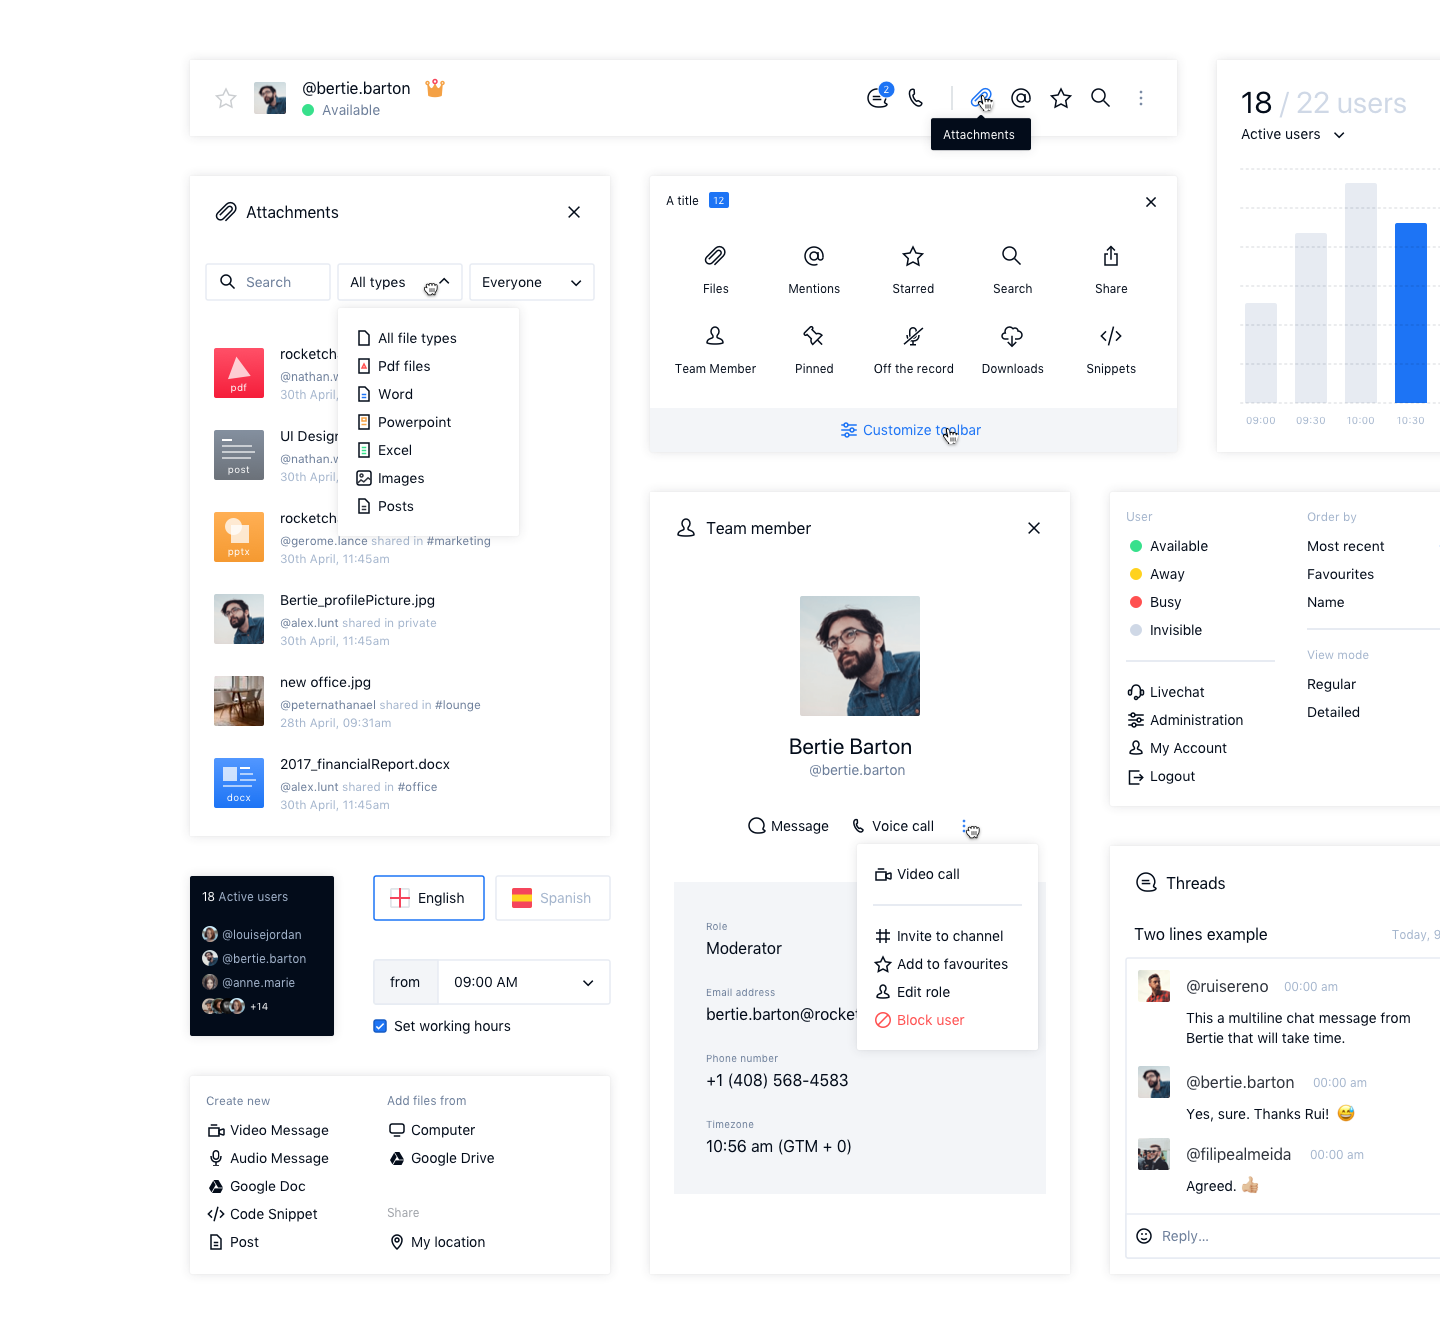 @bertie.barton
Available
2
Attachments
18 / 22 users
Active users
09:00 09:30 10:00 10:30
Attachments
Search
All types
Everyone
All file types
Pdf files
Word
Powerpoint
Excel
Images
Posts
pdf
rocketch
@nathan.w
30th April,
post
UI Design
@nathan.w
30th April,
pptx
rocketch
@gerome.lance shared in #marketing
30th April, 11:45am
Bertie_profilePicture.jpg
@alex.lunt shared in private
30th April, 11:45am
new office.jpg
@peternathanael shared in #lounge
28th April, 09:31am
docx
2017_financialReport.docx
@alex.lunt shared in #office
30th April, 11:45am
A title 12
Files Mentions Starred Search Share
Team Member Pinned Off the record Downloads Snippets
Customize toolbar
Team member
Bertie Barton
@bertie.barton
Message Voice call
Video call
Invite to channel
Add to favourites
Edit role
Block user
Role
Moderator
Email address
bertie.barton@rocket
Phone number
+1 (408) 568-4583
Timezone
10:56 am (GTM + 0)
User
Available
Away
Busy
Invisible
Livechat
Administration
My Account
Logout
Order by
Most recent
Favourites
Name
View mode
Regular
Detailed
18 Active users
@louisejordan
@bertie.barton
@anne.marie
+14
English
Spanish
from 09:00 AM
Set working hours
Create new
Video Message
Audio Message
Google Doc
Code Snippet
Post
Add files from
Computer
Google Drive
Share
My location
Threads
Two lines example Today, 9
@ruisereno 00:00 am
This a multiline chat message from
Bertie that will take time.
@bertie.barton 00:00 am
Yes, sure. Thanks Rui! 😅
@filipealmeida 00:00 am
Agreed. 👍🏼
Reply...